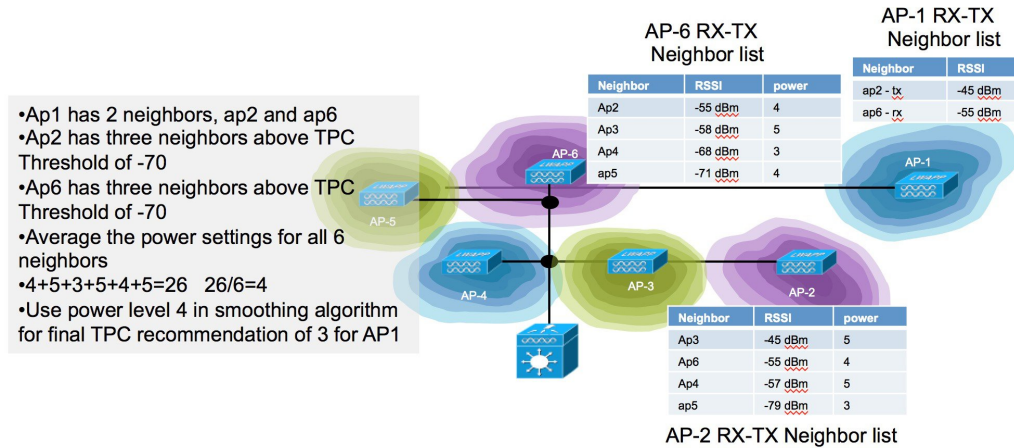 AP-6 RX-TX
Neighbor list
AP-1 RX-TX
Neighbor list
Neighbor RSSI power
Ap2 -55 dBm 4
Ap3 -58 dBm 5
Ap4 -68 dBm 3
ap5 -71 dBm 4
Neighbor RSSI
ap2 - tx -45 dBm
ap6 - rx -55 dBm
•Ap1 has 2 neighbors, ap2 and ap6
•Ap2 has three neighbors above TPC
Threshold of -70
•Ap6 has three neighbors above TPC
Threshold of -70
•Average the power settings for all 6
neighbors
•4+5+3+5+4+5=26 26/6=4
•Use power level 4 in smoothing algorithm
for final TPC recommendation of 3 for AP1
AP-6
LWAPP
AP-1
LWAPP
AP-5
LWAPP
AP-4
LWAPP
AP-3
LWAPP
AP-2
LWAPP
Neighbor RSSI power
Ap3 -45 dBm 5
Ap6 -55 dBm 4
Ap4 -57 dBm 5
ap5 -79 dBm 3
AP-2 RX-TX Neighbor list